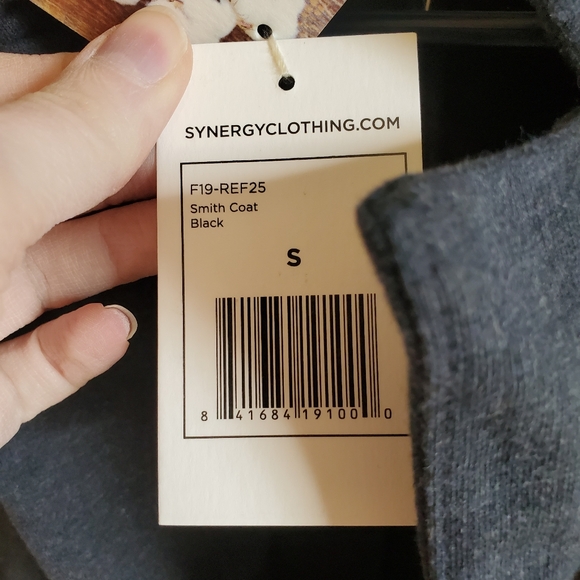 SYNERGYCLOTHING.COM
F19-REF25
Smith Coat
Black
S
8 41684 19100 0